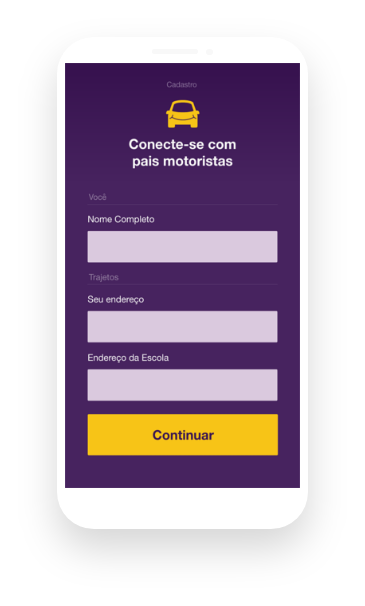 Cadastro
Conecte-se com
pais motoristas
Você
Nome Completo
Trajetos
Seu endereço
Endereço da Escola
Continuar